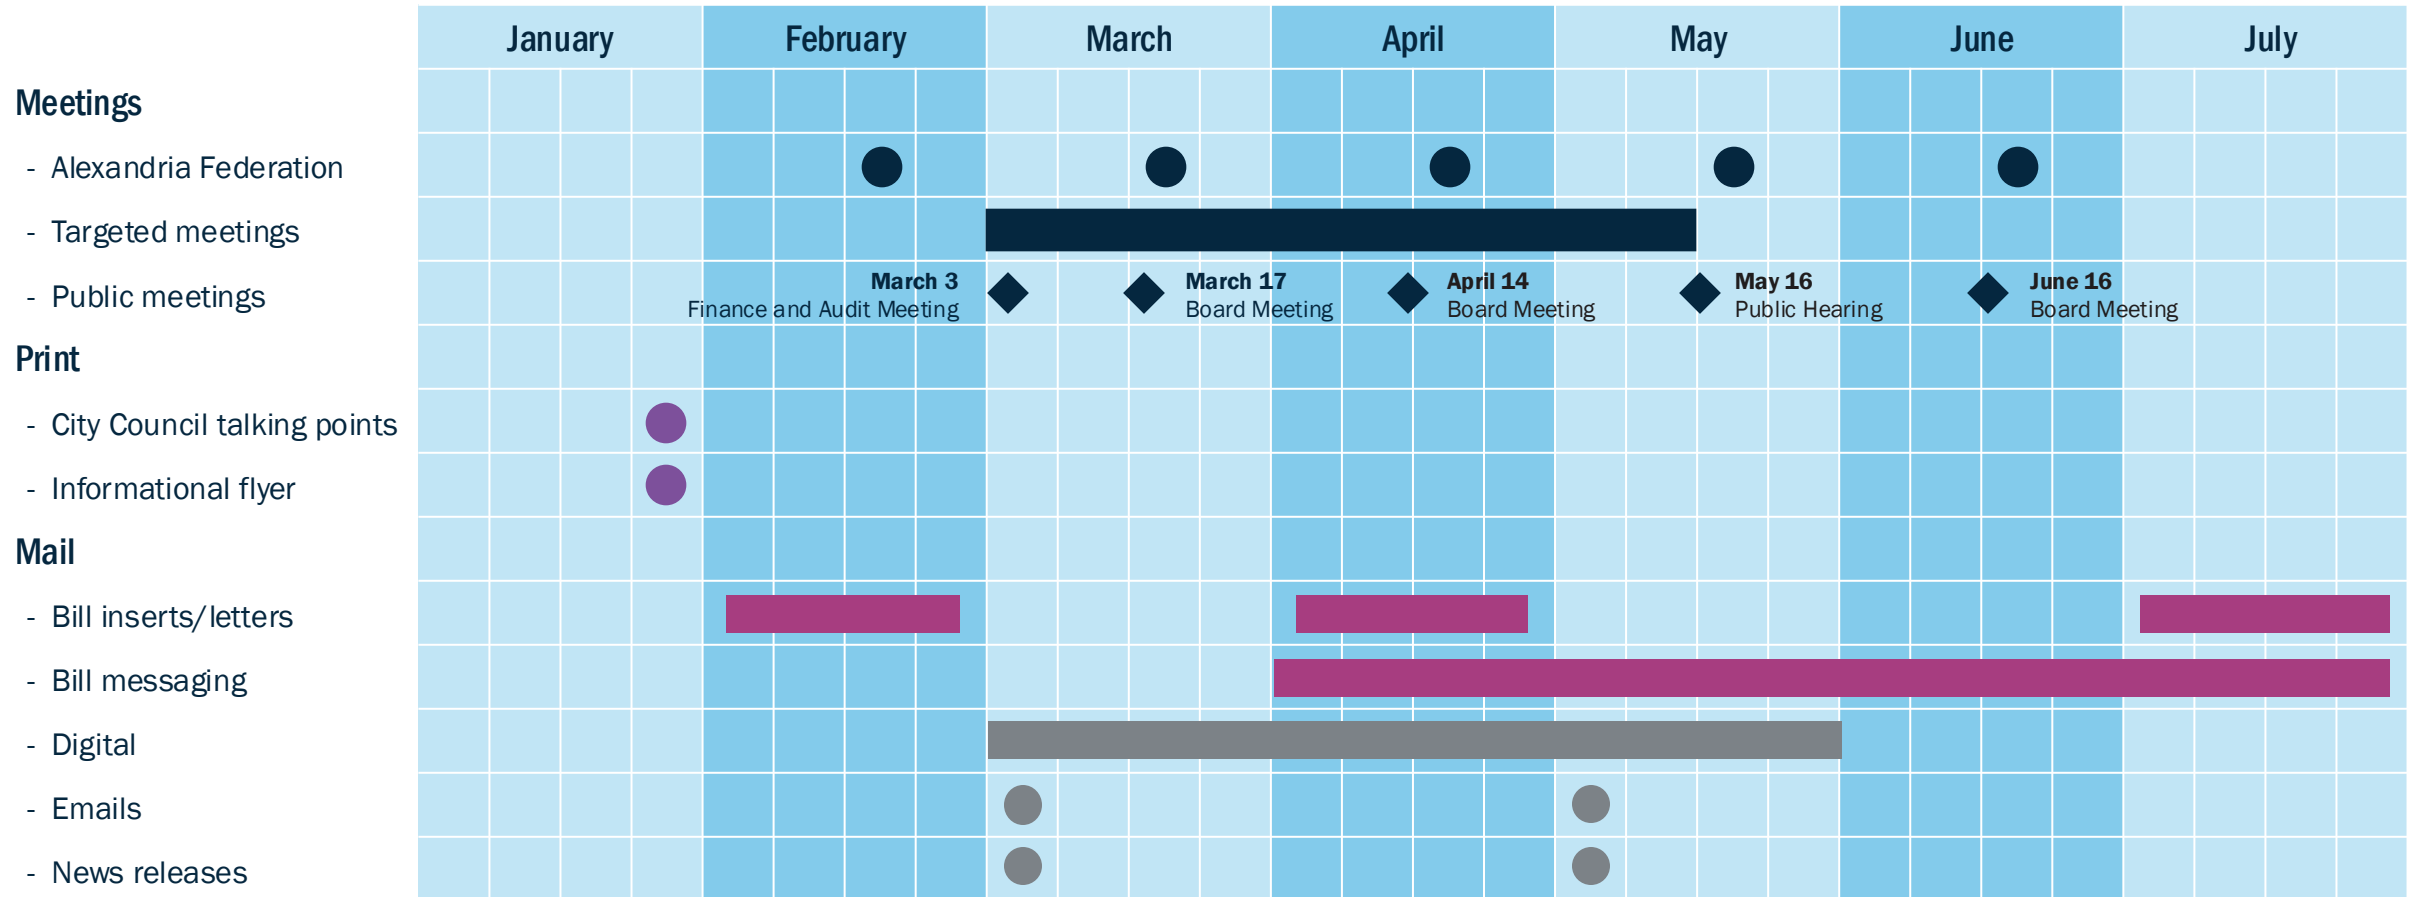 January February March April May June July
Meetings
- Alexandria Federation
- Targeted meetings
- Public meetings
March 3
Finance and Audit Meeting
March 17
Board Meeting
April 14
Board Meeting
May 16
Public Hearing
June 16
Board Meeting
Print
- City Council talking points
- Informational flyer
Mail
- Bill inserts/letters
- Bill messaging
- Digital
- Emails
- News releases